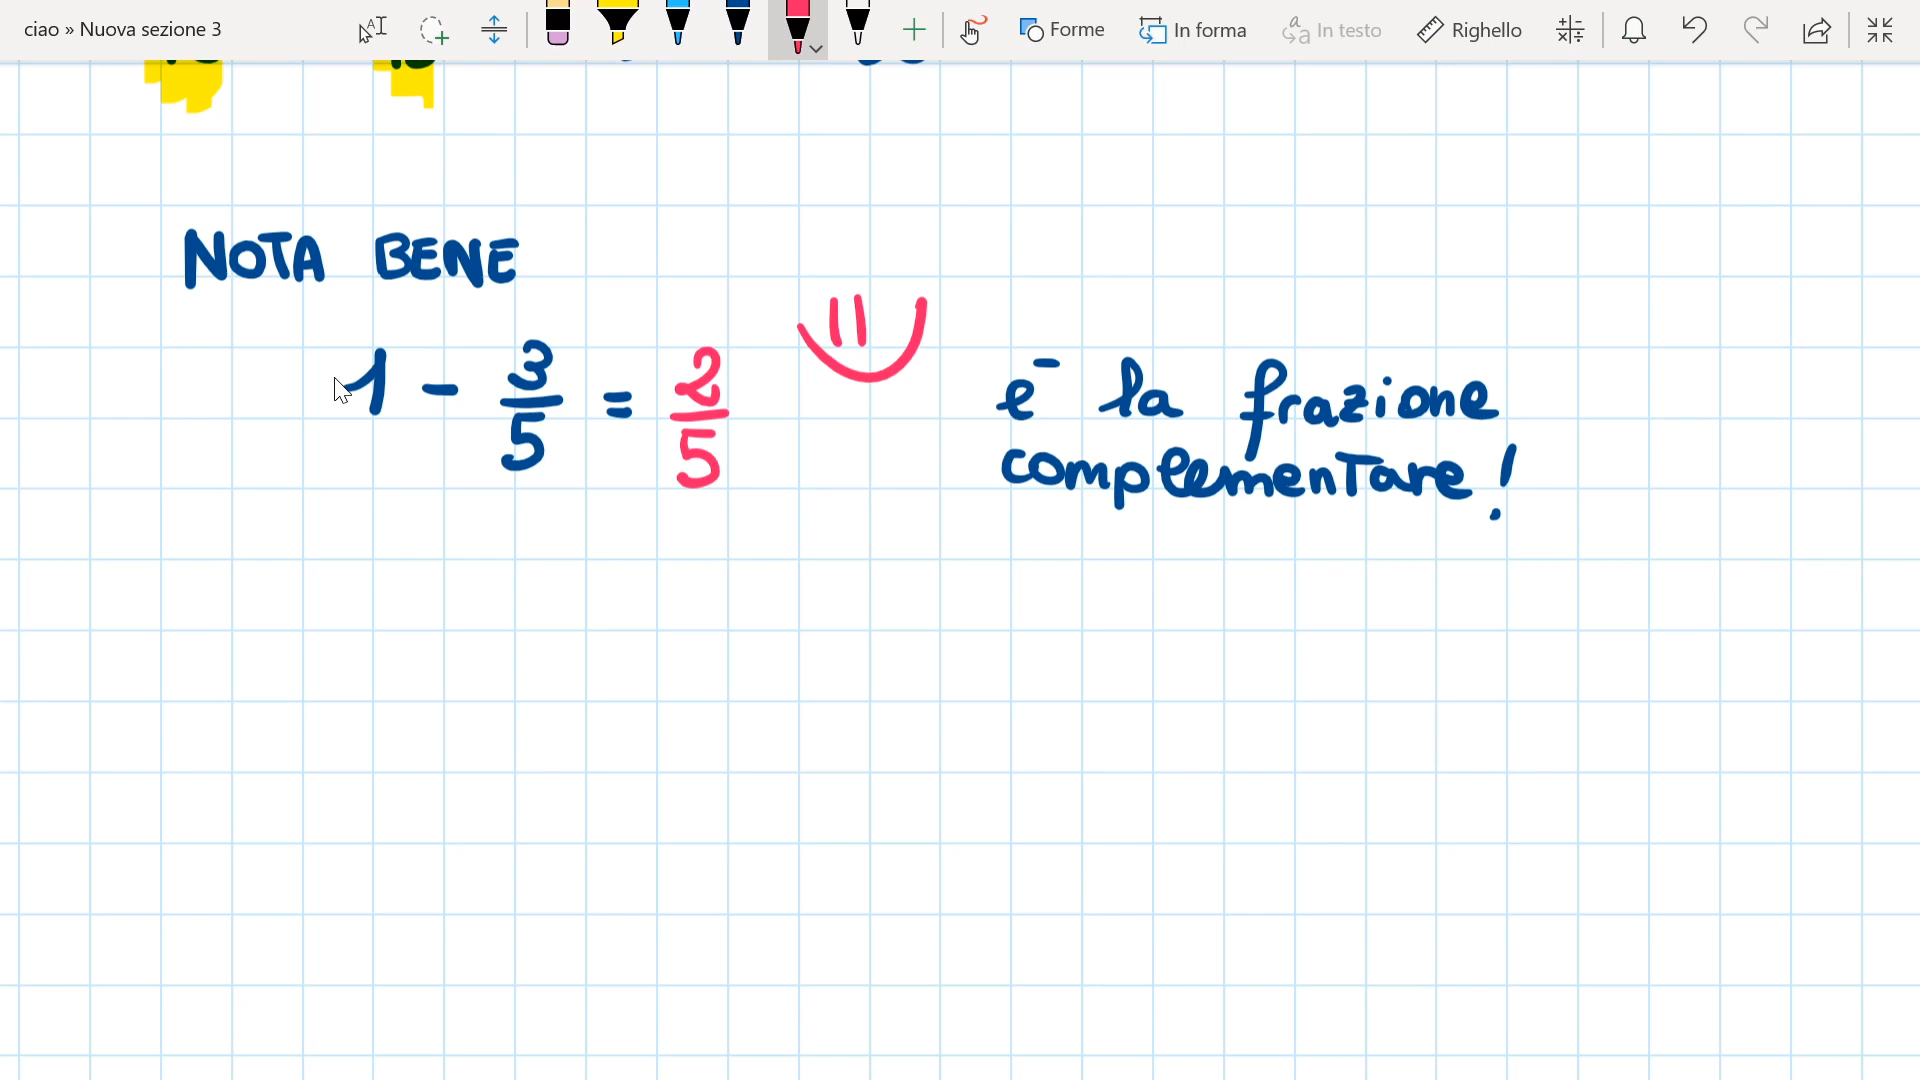 ciao » Nuova sezione 3
Forme
In forma
In testo
Righello
NOTA BENE
1 - 3/5 = 2/5
e¯ la frazione
complementare!